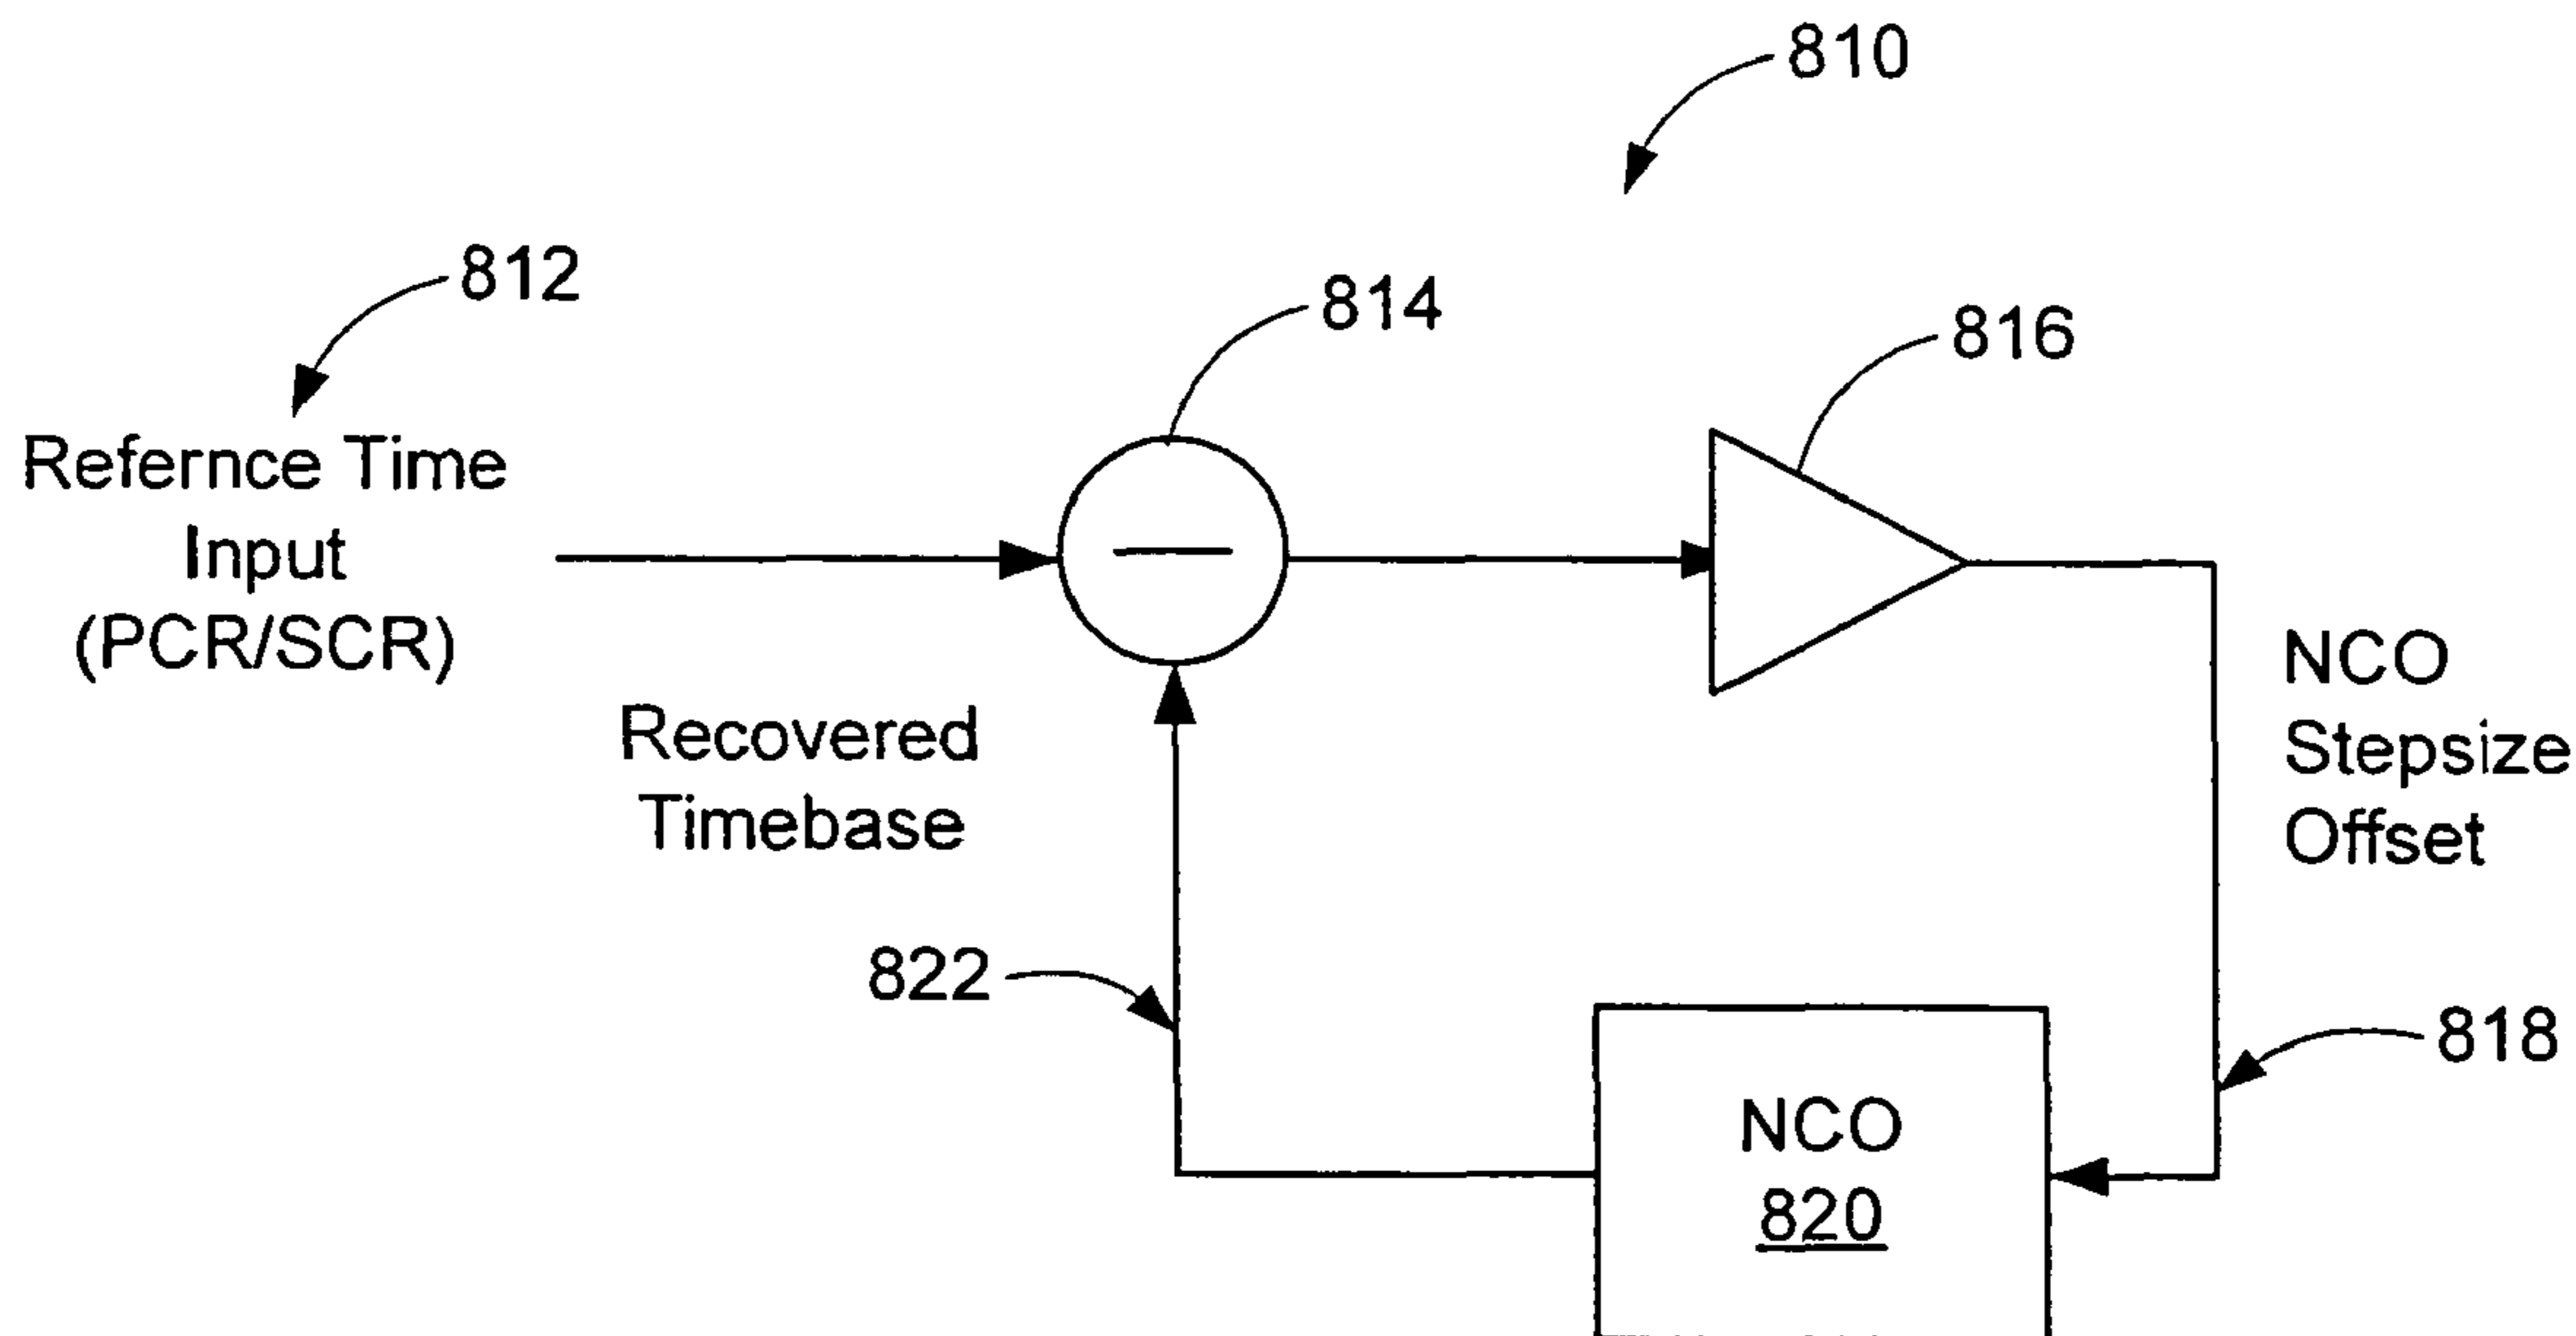 810
812
814
816
Refernce Time
Input
(PCR/SCR)
Recovered
Timebase
NCO
Stepsize
Offset
822
818
NCO
820